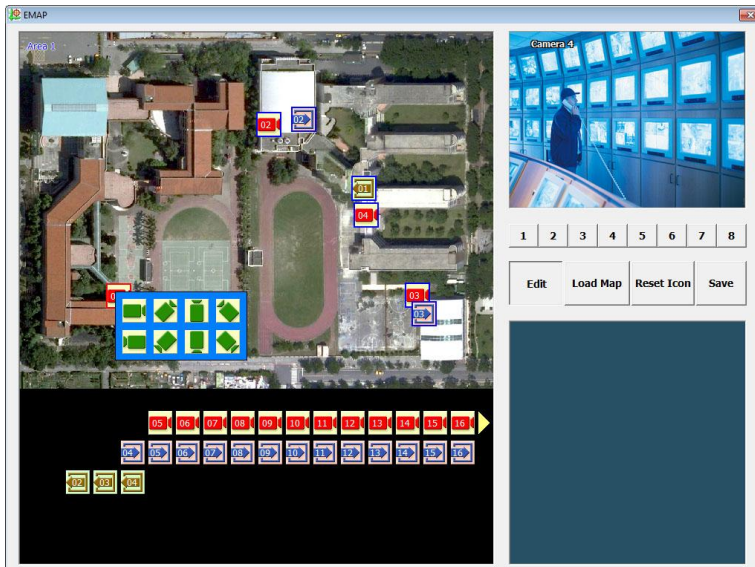 EMAP
Area 1
Camera 4
02 02
01
04
03
03
1 2 3 4 5 6 7 8
Edit Load Map Reset Icon Save
05 06 07 08 09 10 11 12 13 14 15 16
04 05 06 07 08 09 10 11 12 13 14 15 16
02 03 04